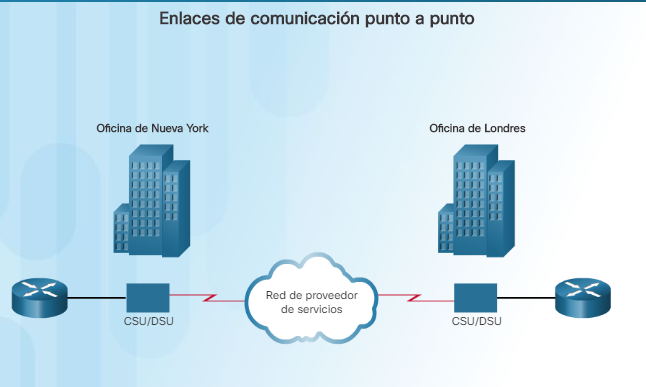 Enlaces de comunicación punto a punto
Oficina de Nueva York
Oficina de Londres
Red de proveedor
de servicios
CSU/DSU
CSU/DSU